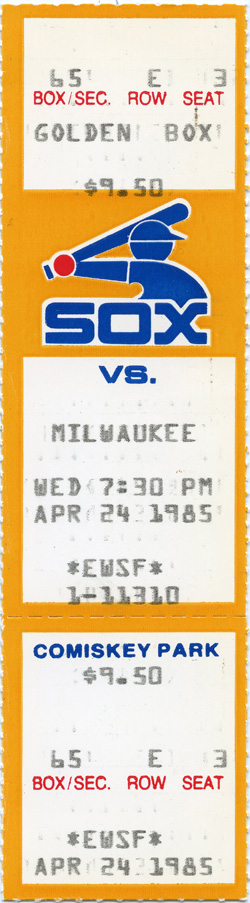 65 E 3
BOX/SEC. ROW SEAT
GOLDEN BOX
$9.50
SOX
VS.
MILWAUKEE
WED 7:30 PM
APR 24 1985
*EWSF*
1-11310
COMISKEY PARK
$9.50
65 E 3
BOX/SEC. ROW SEAT
*EWSF*
APR 24 1985